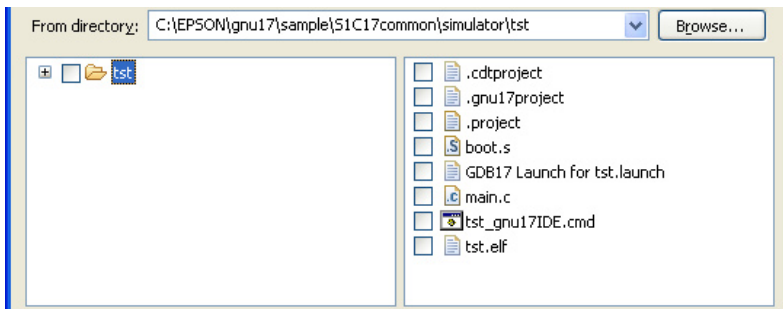 From directory: C:\EPSON\gnu17\sample\S1C17common\simulator\tst Browse...
tst
.cdtproject
.gnu17project
.project
boot.s
GDB17 Launch for tst.launch
main.c
tst_gnu17IDE.cmd
tst.elf